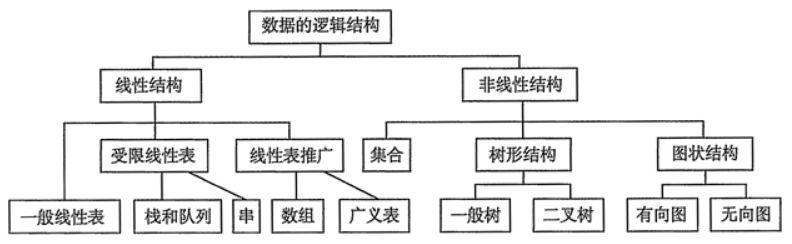 数据的逻辑结构
线性结构
非线性结构
受限线性表
线性表推广
集合
树形结构
图状结构
一般线性表
栈和队列
串
数组
广义表
一般树
二叉树
有向图
无向图